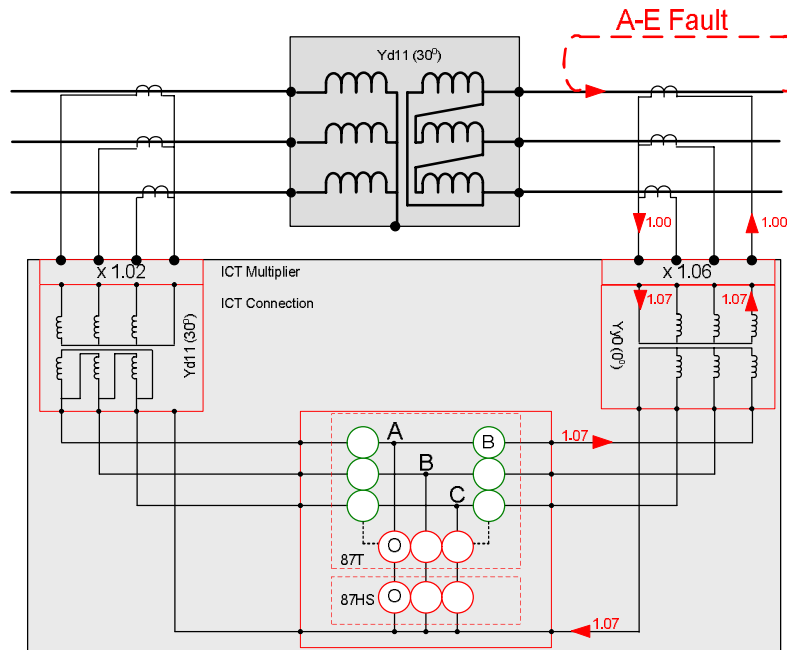 A-E Fault
Yd11 (30⁰)
1.00
1.00
x 1.02
ICT Multiplier
x 1.06
ICT Connection
1.07
1.07
Yd11 (30⁰)
Yy0 (0⁰)
A
B
1.07
B
C
O
87T
O
87HS
1.07